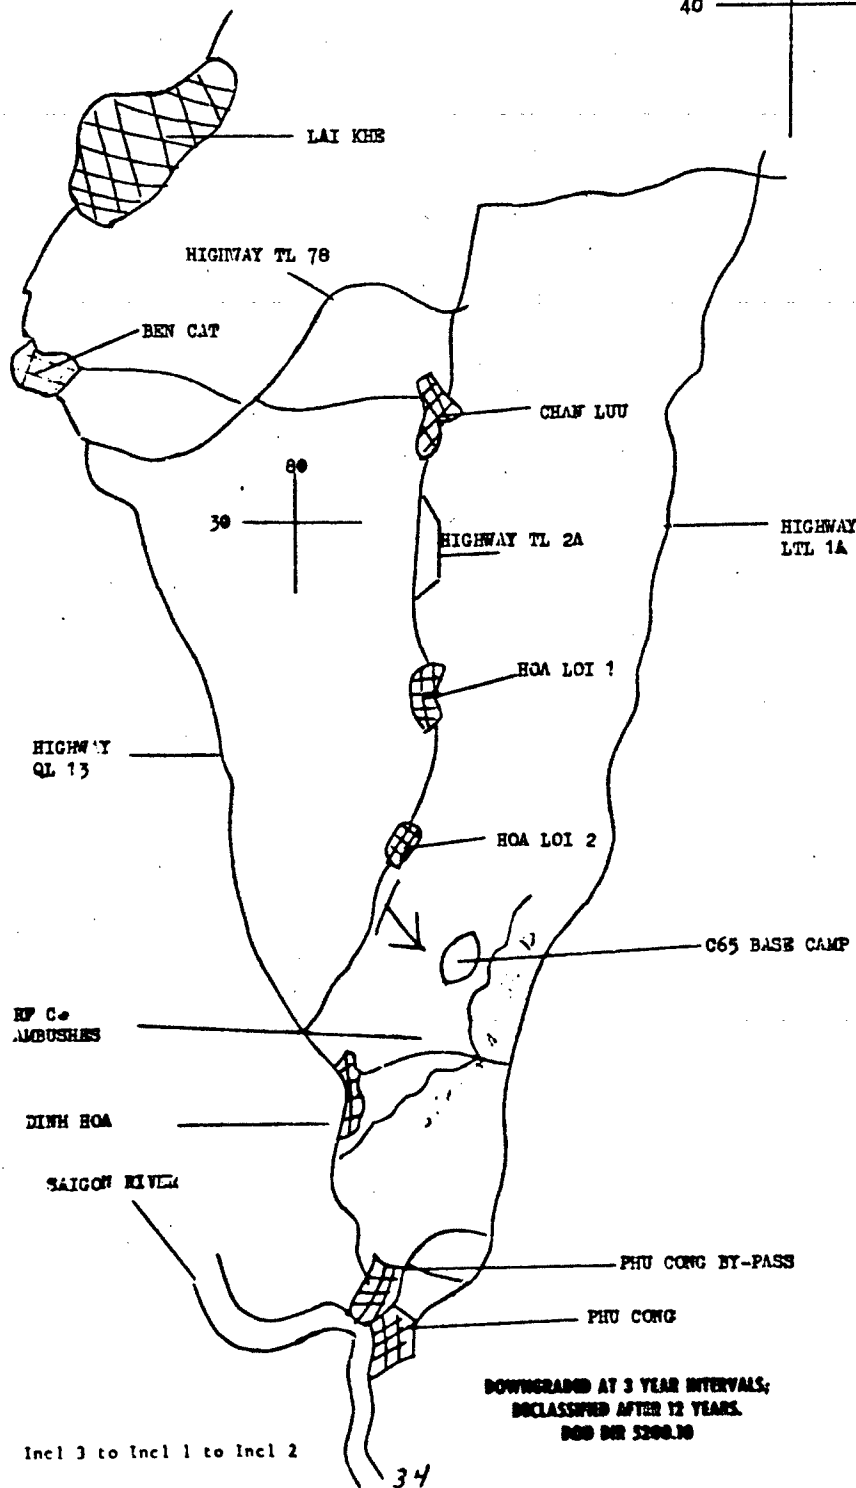 40
LAI KHE
HIGHWAY TL 78
BEN CAT
CHAN LUU
80
30
HIGHWAY TL 2A
HIGHWAY
LTL 1A
HOA LOI 1
HIGHWAY
QL 13
HOA LOI 2
C65 BASE CAMP
RF Co
AMBUSHES
DINH HOA
SAIGON RIVER
PHU CONG BY-PASS
PHU CONG
DOWNGRADED AT 3 YEAR INTERVALS;
DECLASSIFIED AFTER 12 YEARS.
DOD DIR 5200.10
Incl 3 to Incl 1 to Incl 2
34